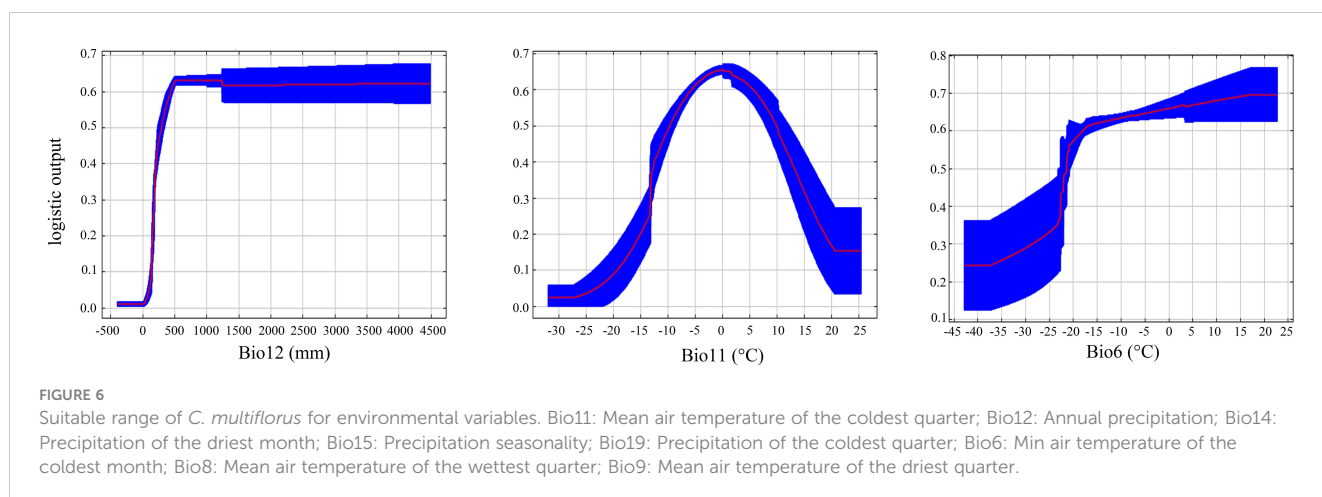 0.7
0.6
0.5
0.4
0.3
0.2
0.1
0.0
logistic output
-500 0 500 1000 1500 2000 2500 3000 3500 4000 4500
Bio12 (mm)
0.7
0.6
0.5
0.4
0.3
0.2
0.1
0.0
-30 -25 -20 -15 -10 -5 0 5 10 15 20 25
Bio11 (°C)
0.8
0.7
0.6
0.5
0.4
0.3
0.2
0.1
-45 -40 -35 -30 -25 -20 -15 -10 -5 0 5 10 15 20 25
Bio6 (°C)
FIGURE 6
Suitable range of C. multiflorus for environmental variables. Bio11: Mean air temperature of the coldest quarter; Bio12: Annual precipitation; Bio14:
Precipitation of the driest month; Bio15: Precipitation seasonality; Bio19: Precipitation of the coldest quarter; Bio6: Min air temperature of the
coldest month; Bio8: Mean air temperature of the wettest quarter; Bio9: Mean air temperature of the driest quarter.